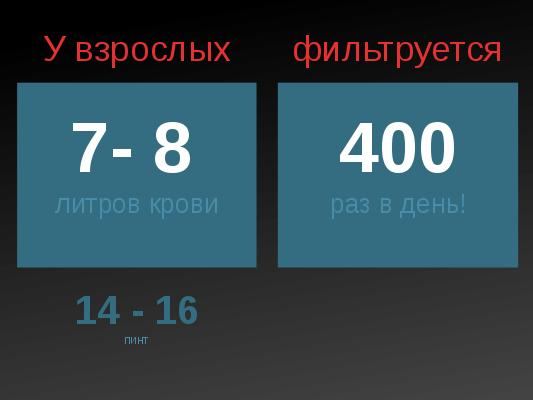 У взрослых
фильтруется
7- 8
литров крови
400
раз в день!
14 - 16
пинт